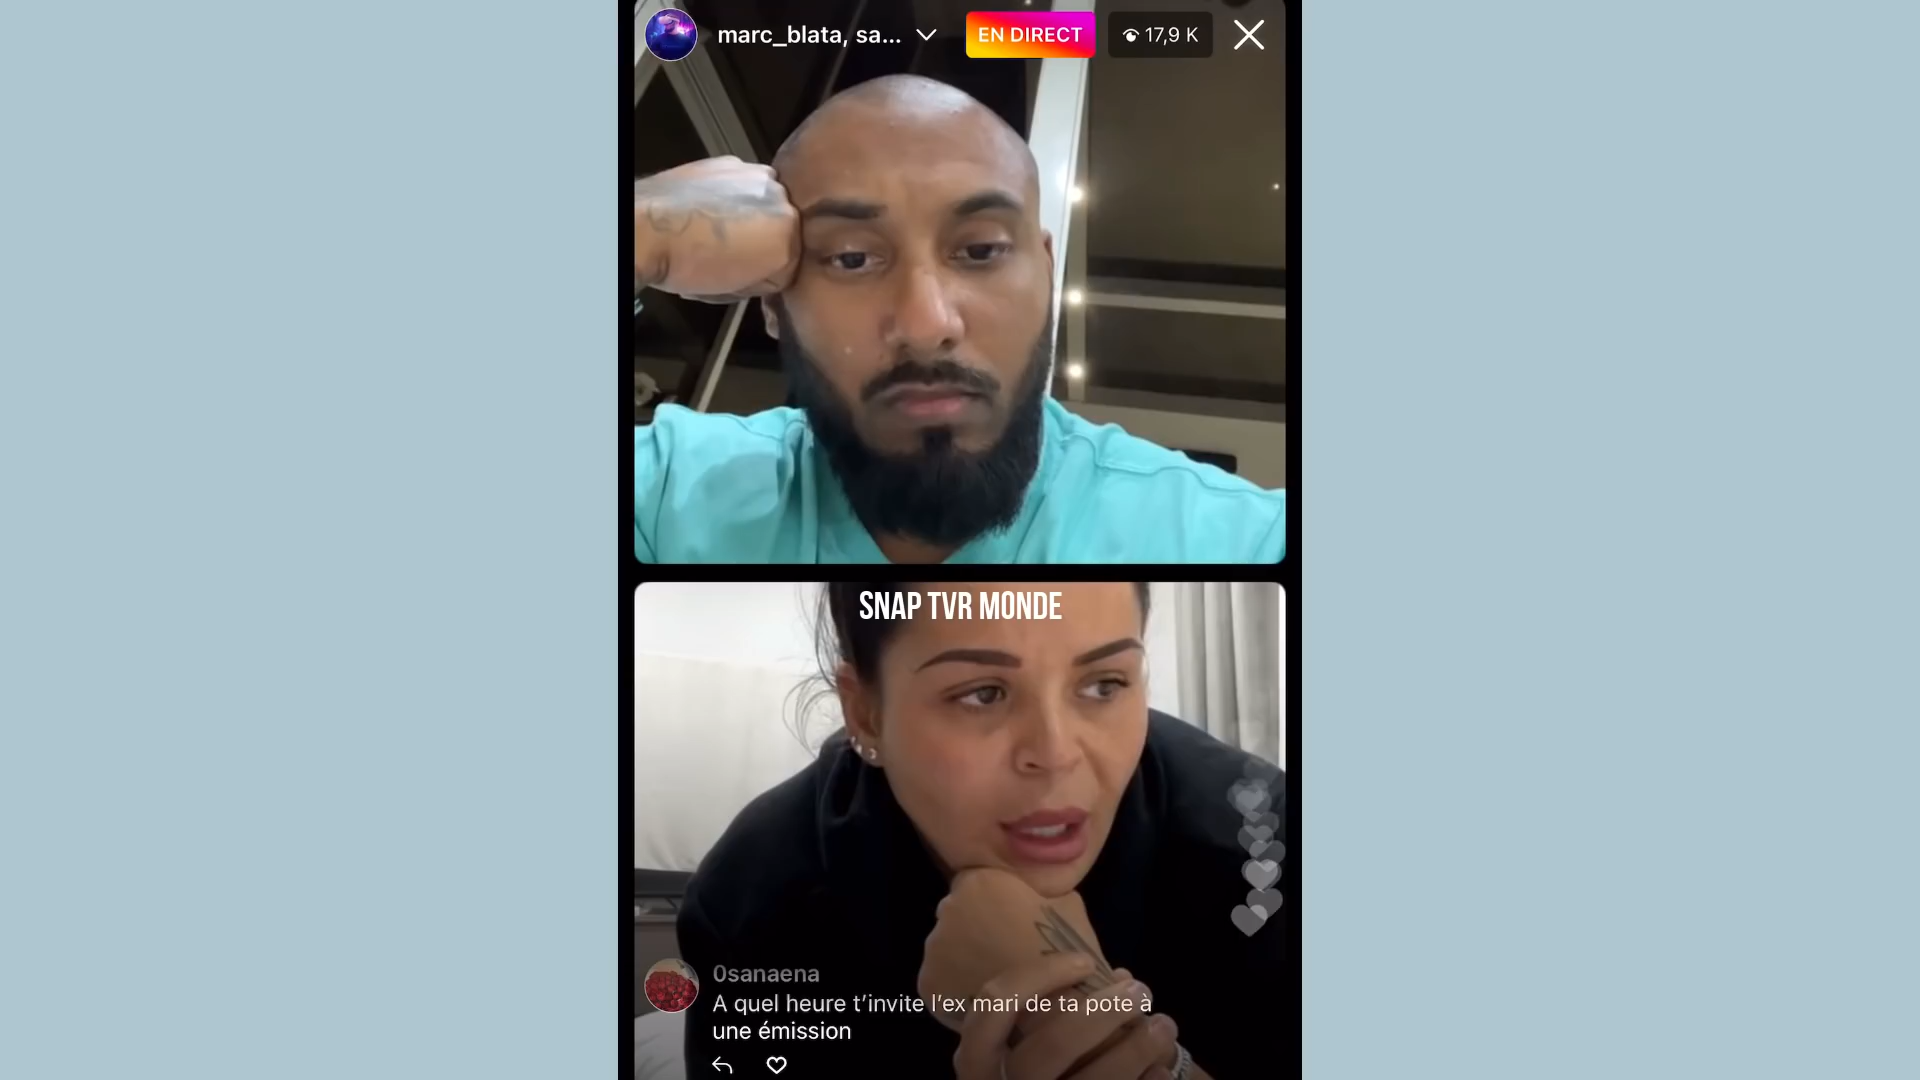 marc_blata, sa...
EN DIRECT
17,9 K
SNAP TVR MONDE
0sanaena
A quel heure t’invite l’ex mari de ta pote à
une émission